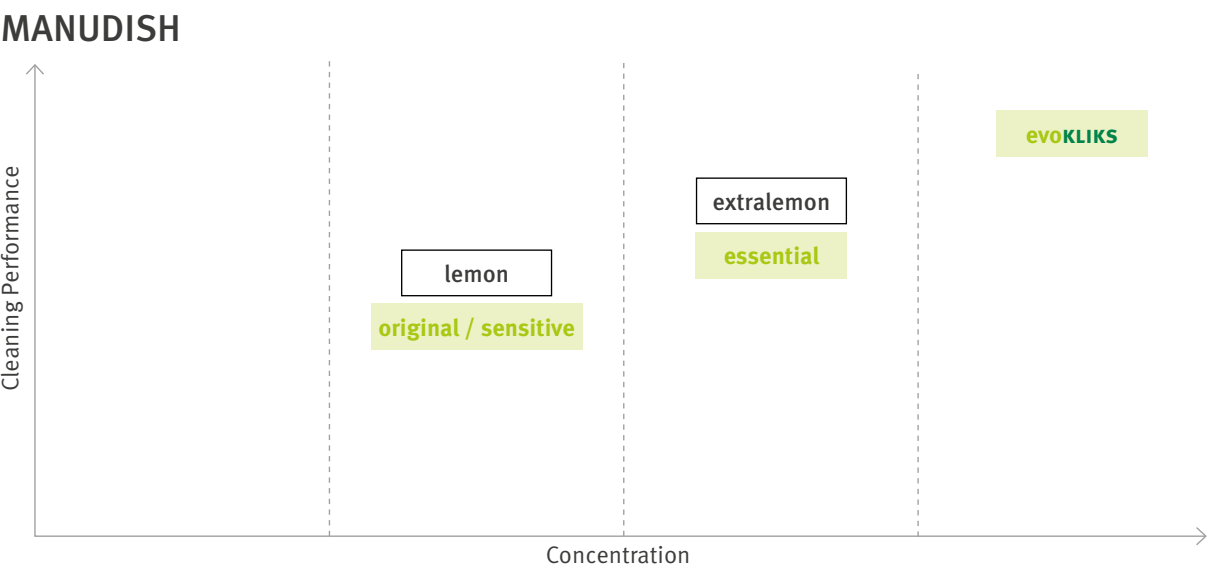 MANUDISH
Cleaning Performance
evoKLIKS
extralemon
essential
lemon
original / sensitive
Concentration